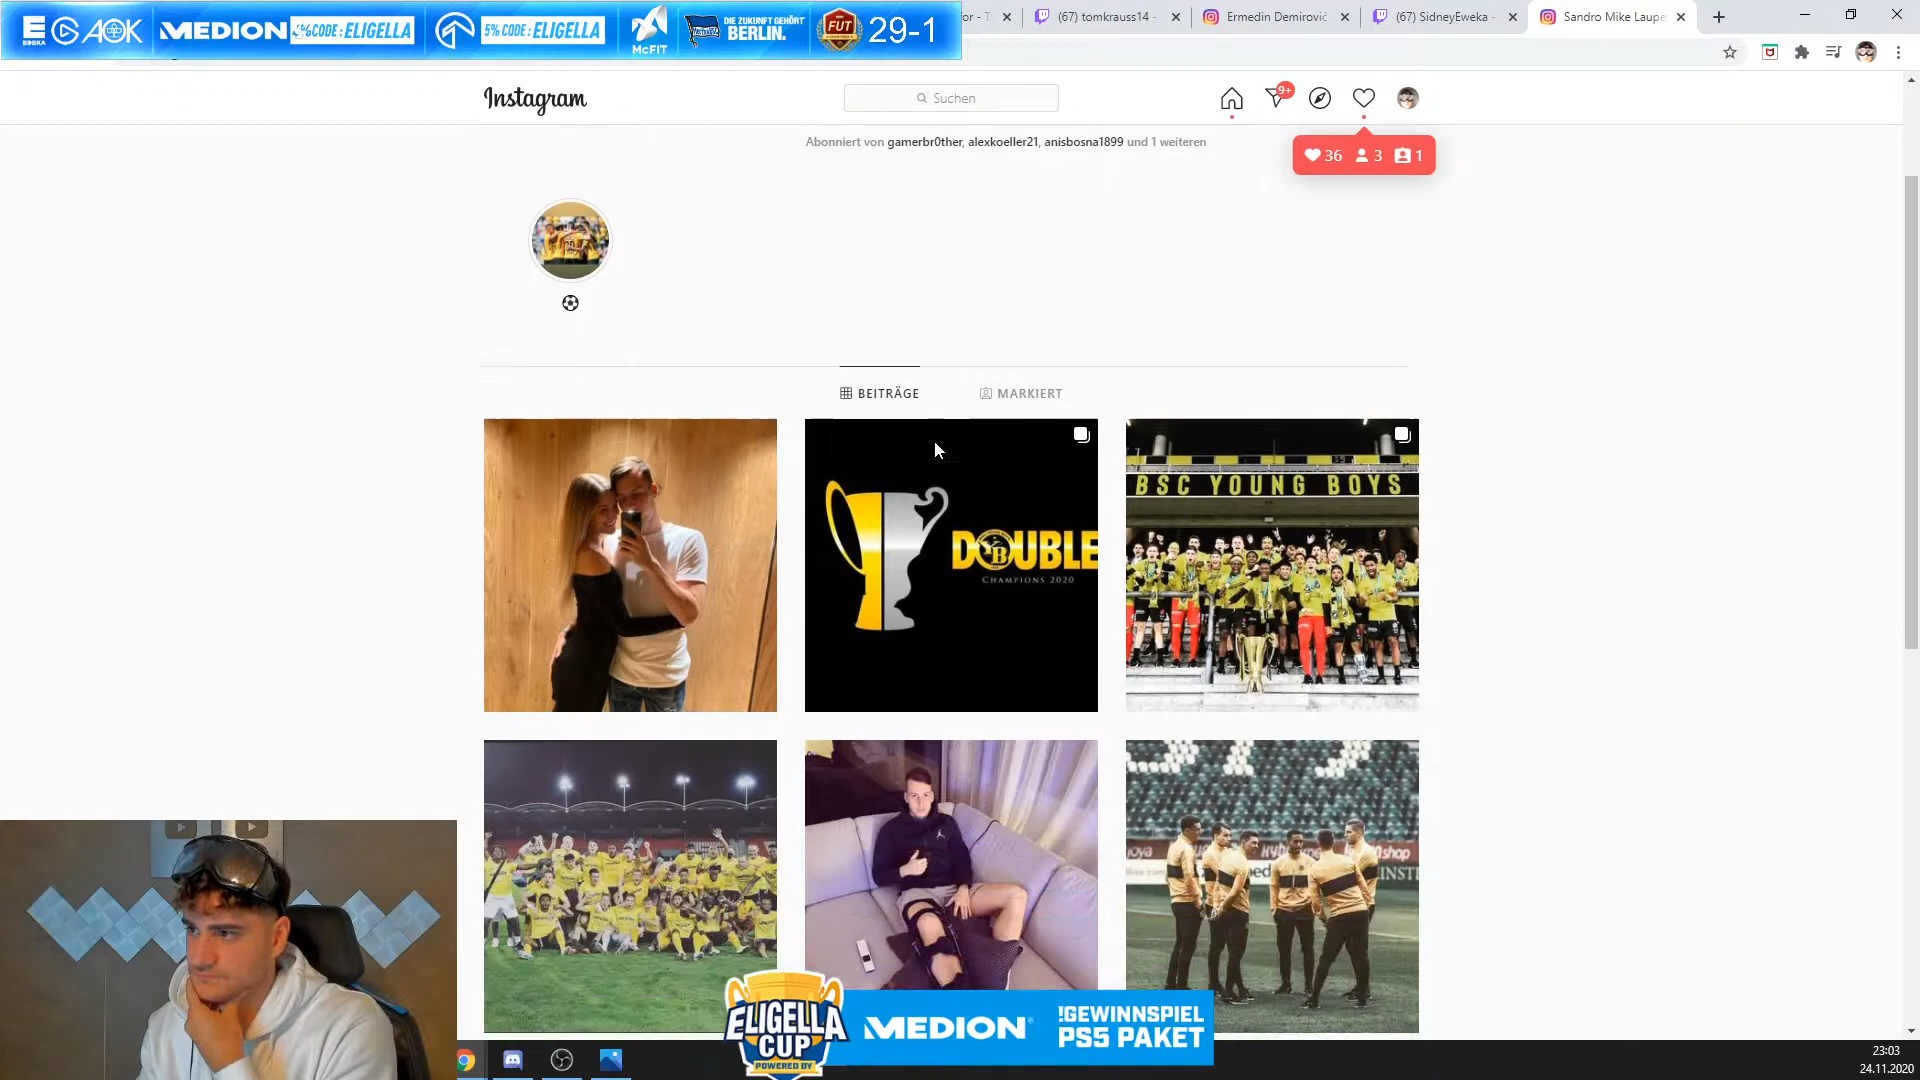 E EWEKA AOK
MEDION
CODE: ELIGELLA
5% CODE: ELIGELLA
McFIT
DIE ZUKUNFT GEHÖRT
BERLIN.
FUT
29-1
(67) tomkrauss14 -
Ermedin Demirović
(67) SidneyEweka -
Sandro Mike Laupe
Instagram
Suchen
9+
Abonniert von gamerbr0ther, alexkoeller21, anisbosna1899 und 1 weiteren
36 3 1
BEITRÄGE
MARKIERT
DOUBLE
CHAMPIONS 2020
BSC YOUNG BOYS
ELIGELLA
CUP
POWERED BY
MEDION
!GEWINNSPIEL
PS5 PAKET
23:03
24.11.2020